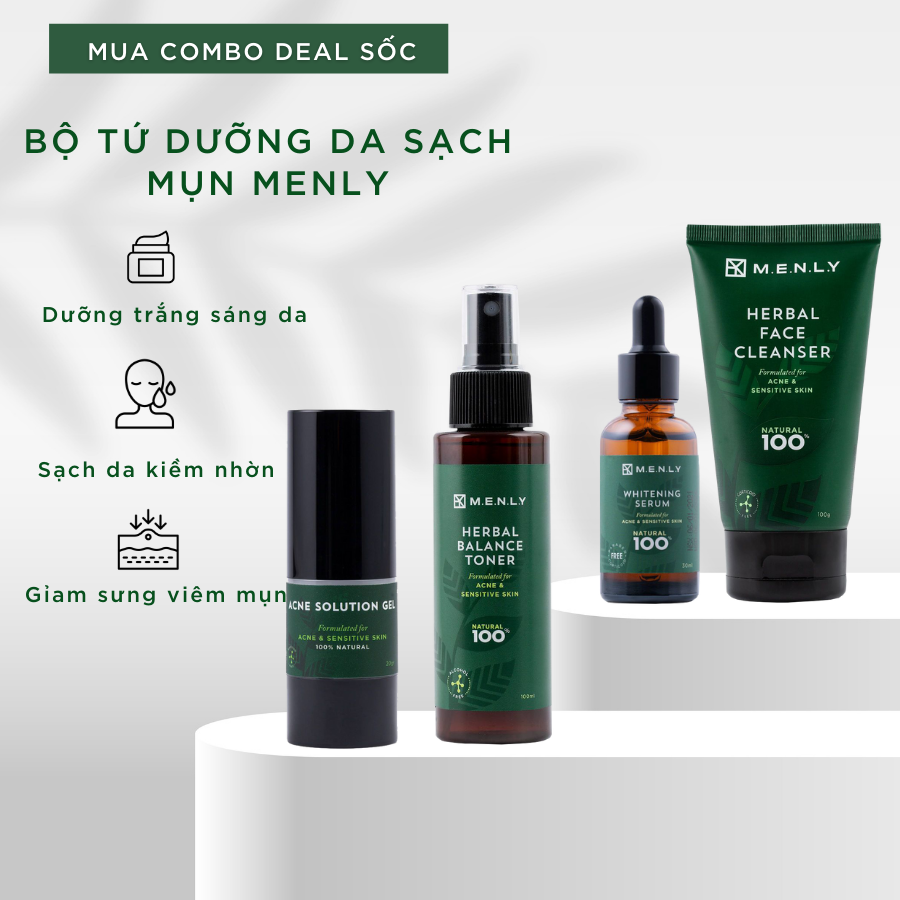 MUA COMBO DEAL SỐC
BỘ TỨ DƯỠNG DA SẠCH
MỤN MENLY
Dưỡng trắng sáng da
Sạch da kiềm nhờn
Giảm sưng viêm mụn
ACNE SOLUTION GEL
Formulated for
ACNE & SENSITIVE SKIN
100% NATURAL
M.E.N.L.Y
HERBAL
BALANCE
TONER
Formulated for
ACNE &
SENSITIVE SKIN
NATURAL
100%
ALCOHOL
FREE
100ml
M.E.N.L.Y
WHITENING
SERUM
Formulated for
ACNE & SENSITIVE SKIN
NATURAL
100%
FREE
M.E.N.L.Y
HERBAL
FACE
CLEANSER
Formulated for
ACNE &
SENSITIVE SKIN
NATURAL
100%
100g